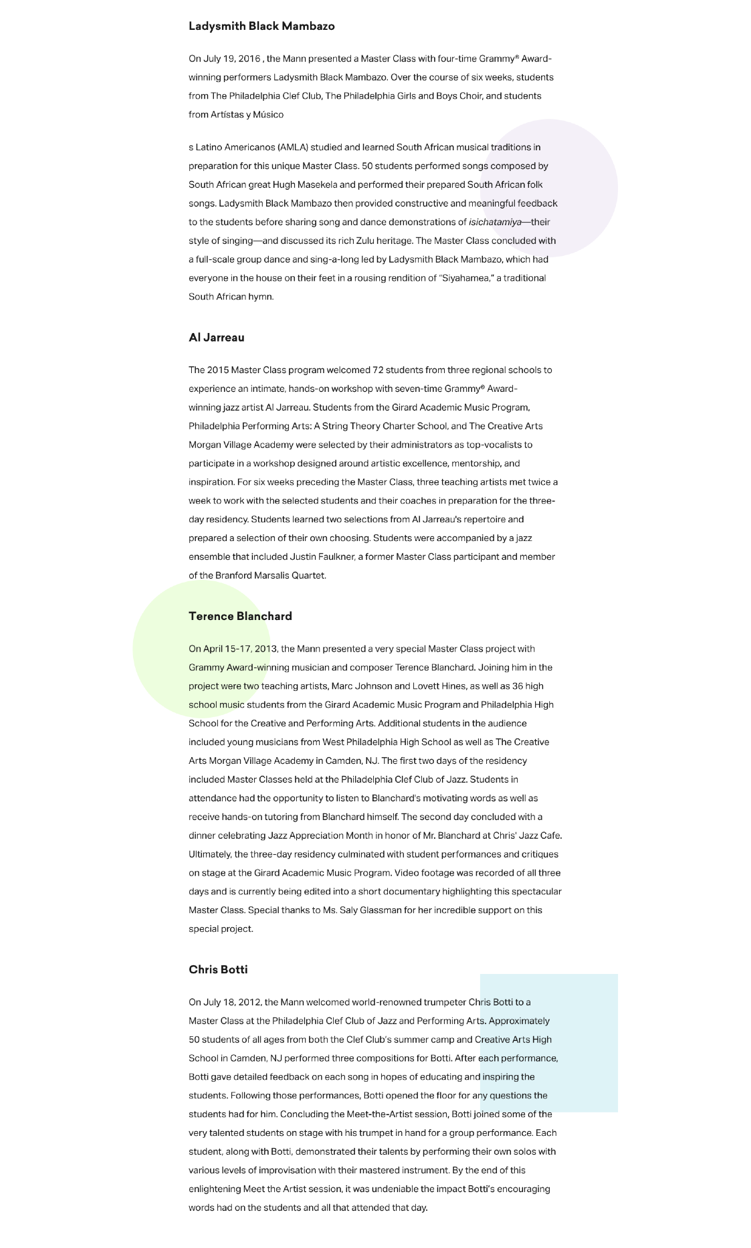 Ladysmith Black Mambazo
On July 19, 2016 , the Mann presented a Master Class with four-time Grammy® Award-
winning performers Ladysmith Black Mambazo. Over the course of six weeks, students
from The Philadelphia Clef Club, The Philadelphia Girls and Boys Choir, and students
from Artístas y Músico
s Latino Americanos (AMLA) studied and learned South African musical traditions in
preparation for this unique Master Class. 50 students performed songs composed by
South African great Hugh Masekela and performed their prepared South African folk
songs. Ladysmith Black Mambazo then provided constructive and meaningful feedback
to the students before sharing song and dance demonstrations of isichatamiya—their
style of singing—and discussed its rich Zulu heritage. The Master Class concluded with
a full-scale group dance and sing-a-long led by Ladysmith Black Mambazo, which had
everyone in the house on their feet in a rousing rendition of “Siyahamea,” a traditional
South African hymn.
Al Jarreau
The 2015 Master Class program welcomed 72 students from three regional schools to
experience an intimate, hands-on workshop with seven-time Grammy® Award-
winning jazz artist Al Jarreau. Students from the Girard Academic Music Program,
Philadelphia Performing Arts: A String Theory Charter School, and The Creative Arts
Morgan Village Academy were selected by their administrators as top-vocalists to
participate in a workshop designed around artistic excellence, mentorship, and
inspiration. For six weeks preceding the Master Class, three teaching artists met twice a
week to work with the selected students and their coaches in preparation for the three-
day residency. Students learned two selections from Al Jarreau's repertoire and
prepared a selection of their own choosing. Students were accompanied by a jazz
ensemble that included Justin Faulkner, a former Master Class participant and member
of the Branford Marsalis Quartet.
Terence Blanchard
On April 15-17, 2013, the Mann presented a very special Master Class project with
Grammy Award-winning musician and composer Terence Blanchard. Joining him in the
project were two teaching artists, Marc Johnson and Lovett Hines, as well as 36 high
school music students from the Girard Academic Music Program and Philadelphia High
School for the Creative and Performing Arts. Additional students in the audience
included young musicians from West Philadelphia High School as well as The Creative
Arts Morgan Village Academy in Camden, NJ. The first two days of the residency
included Master Classes held at the Philadelphia Clef Club of Jazz. Students in
attendance had the opportunity to listen to Blanchard's motivating words as well as
receive hands-on tutoring from Blanchard himself. The second day concluded with a
dinner celebrating Jazz Appreciation Month in honor of Mr. Blanchard at Chris' Jazz Cafe.
Ultimately, the three-day residency culminated with student performances and critiques
on stage at the Girard Academic Music Program. Video footage was recorded of all three
days and is currently being edited into a short documentary highlighting this spectacular
Master Class. Special thanks to Ms. Saly Glassman for her incredible support on this
special project.
Chris Botti
On July 18, 2012, the Mann welcomed world-renowned trumpeter Chris Botti to a
Master Class at the Philadelphia Clef Club of Jazz and Performing Arts. Approximately
50 students of all ages from both the Clef Club's summer camp and Creative Arts High
School in Camden, NJ performed three compositions for Botti. After each performance,
Botti gave detailed feedback on each song in hopes of educating and inspiring the
students. Following those performances, Botti opened the floor for any questions the
students had for him. Concluding the Meet-the-Artist session, Botti joined some of the
very talented students on stage with his trumpet in hand for a group performance. Each
student, along with Botti, demonstrated their talents by performing their own solos with
various levels of improvisation with their mastered instrument. By the end of this
enlightening Meet the Artist session, it was undeniable the impact Botti's encouraging
words had on the students and all that attended that day.